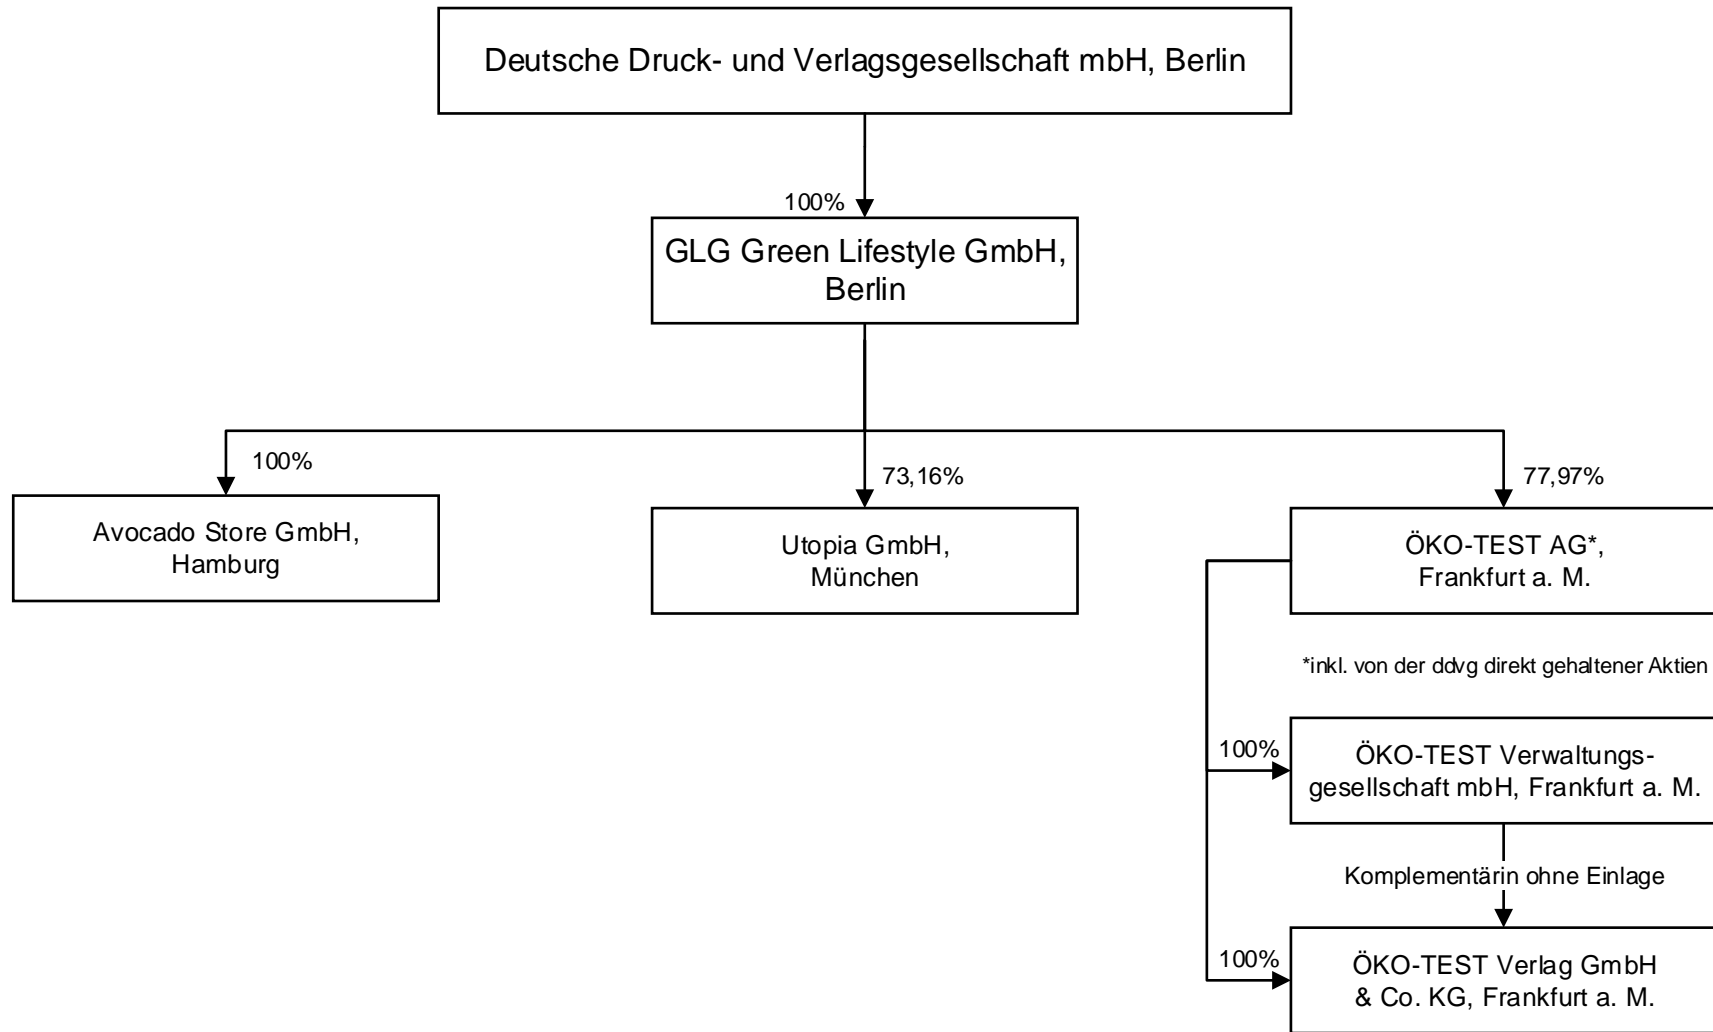 Deutsche Druck- und Verlagsgesellschaft mbH, Berlin
100%
GLG Green Lifestyle GmbH,
Berlin
100%
73,16%
77,97%
Avocado Store GmbH,
Hamburg
Utopia GmbH,
München
ÖKO-TEST AG*,
Frankfurt a. M.
*inkl. von der ddvg direkt gehaltener Aktien
100%
ÖKO-TEST Verwaltungs-
gesellschaft mbH, Frankfurt a. M.
Komplementärin ohne Einlage
100%
ÖKO-TEST Verlag GmbH
& Co. KG, Frankfurt a. M.